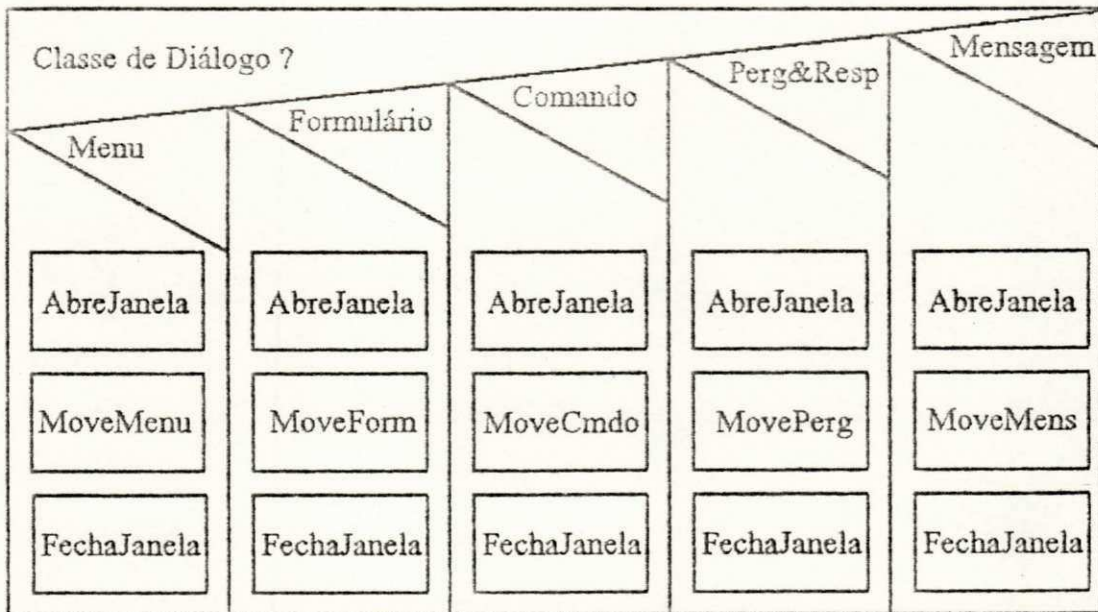 Classe de Diálogo ?
Menu
Formulário
Comando
Perg&Resp
Mensagem
AbreJanela
AbreJanela
AbreJanela
AbreJanela
AbreJanela
MoveMenu
MoveForm
MoveCmdo
MovePerg
MoveMens
FechaJanela
FechaJanela
FechaJanela
FechaJanela
FechaJanela